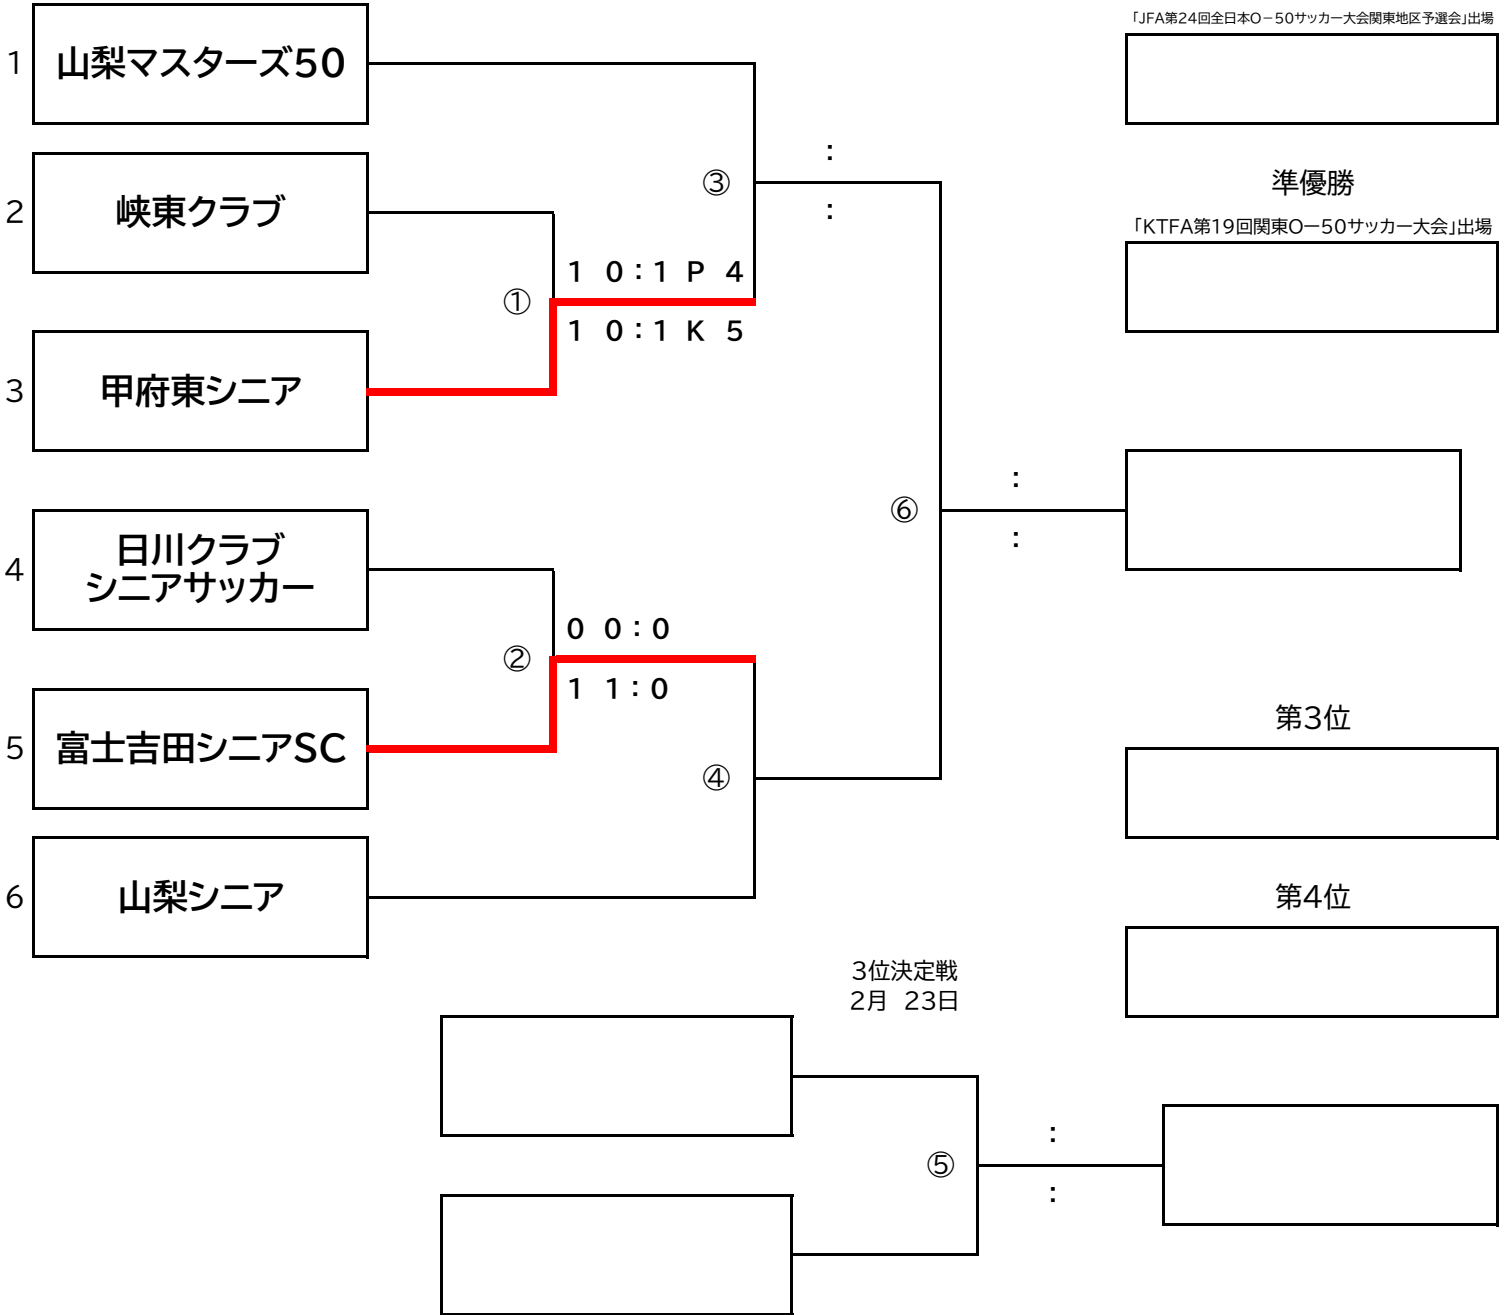 「JFA第24回全日本O－50サッカー大会関東地区予選会」出場
1 山梨マスターズ50
：
③ 準優勝
2 峡東クラブ ：
「KTFA第19回関東O－50サッカー大会」出場
1 0：1 P 4
①
1 0：1 K 5
3 甲府東シニア
：
：
⑥
：
4 日川クラブ
シニアサッカー
0 0：0
②
1 1：0
第3位
5 富士吉田シニアSC
④
6 山梨シニア 第4位
3位決定戦
2月 23日
：
⑤
：